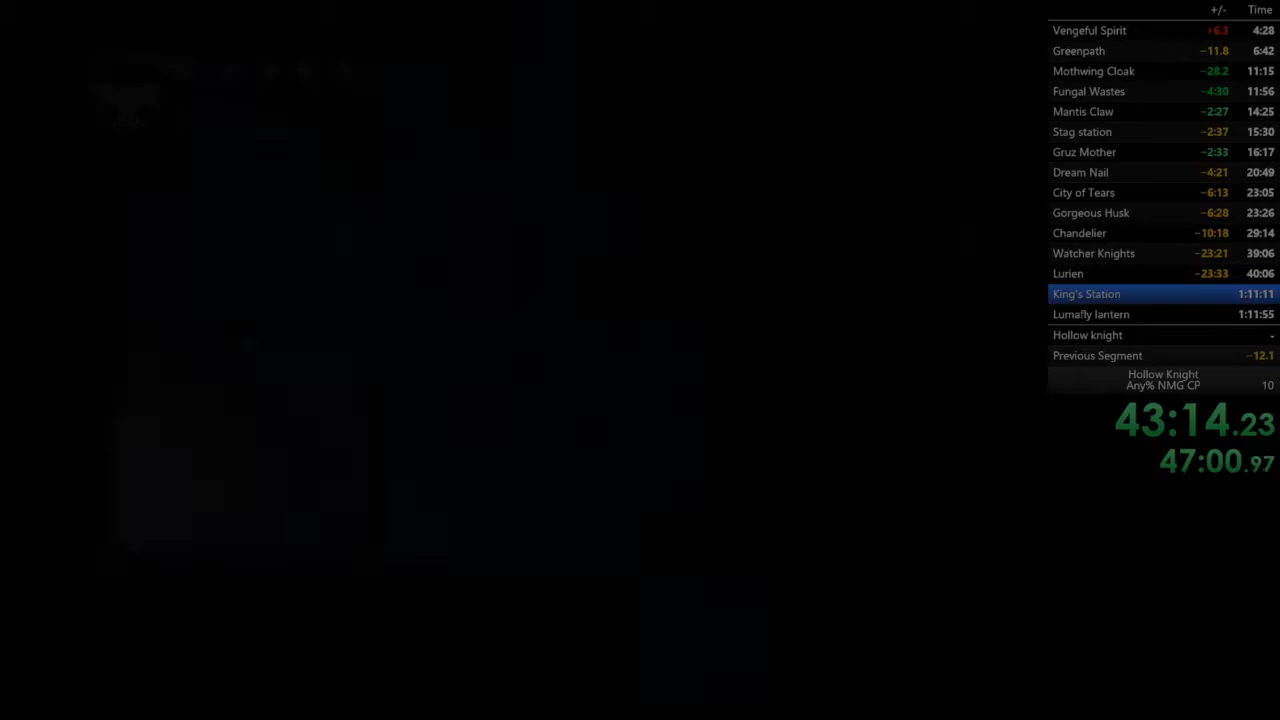 +/- Time
Vengeful Spirit +6.3 4:28
Greenpath −11.8 6:42
Mothwing Cloak −28.2 11:15
Fungal Wastes −4:30 11:56
Mantis Claw −2:27 14:25
Stag station −2:37 15:30
Gruz Mother −2:33 16:17
Dream Nail −4:21 20:49
City of Tears −6:13 23:05
Gorgeous Husk −6:28 23:26
Chandelier −10:18 29:14
Watcher Knights −23:21 39:06
Lurien −23:33 40:06
King's Station 1:11:11
Lumafly lantern 1:11:55
Hollow knight -
Previous Segment −12.1
Hollow Knight
Any% NMG CP 10
43:14.23
47:00.97